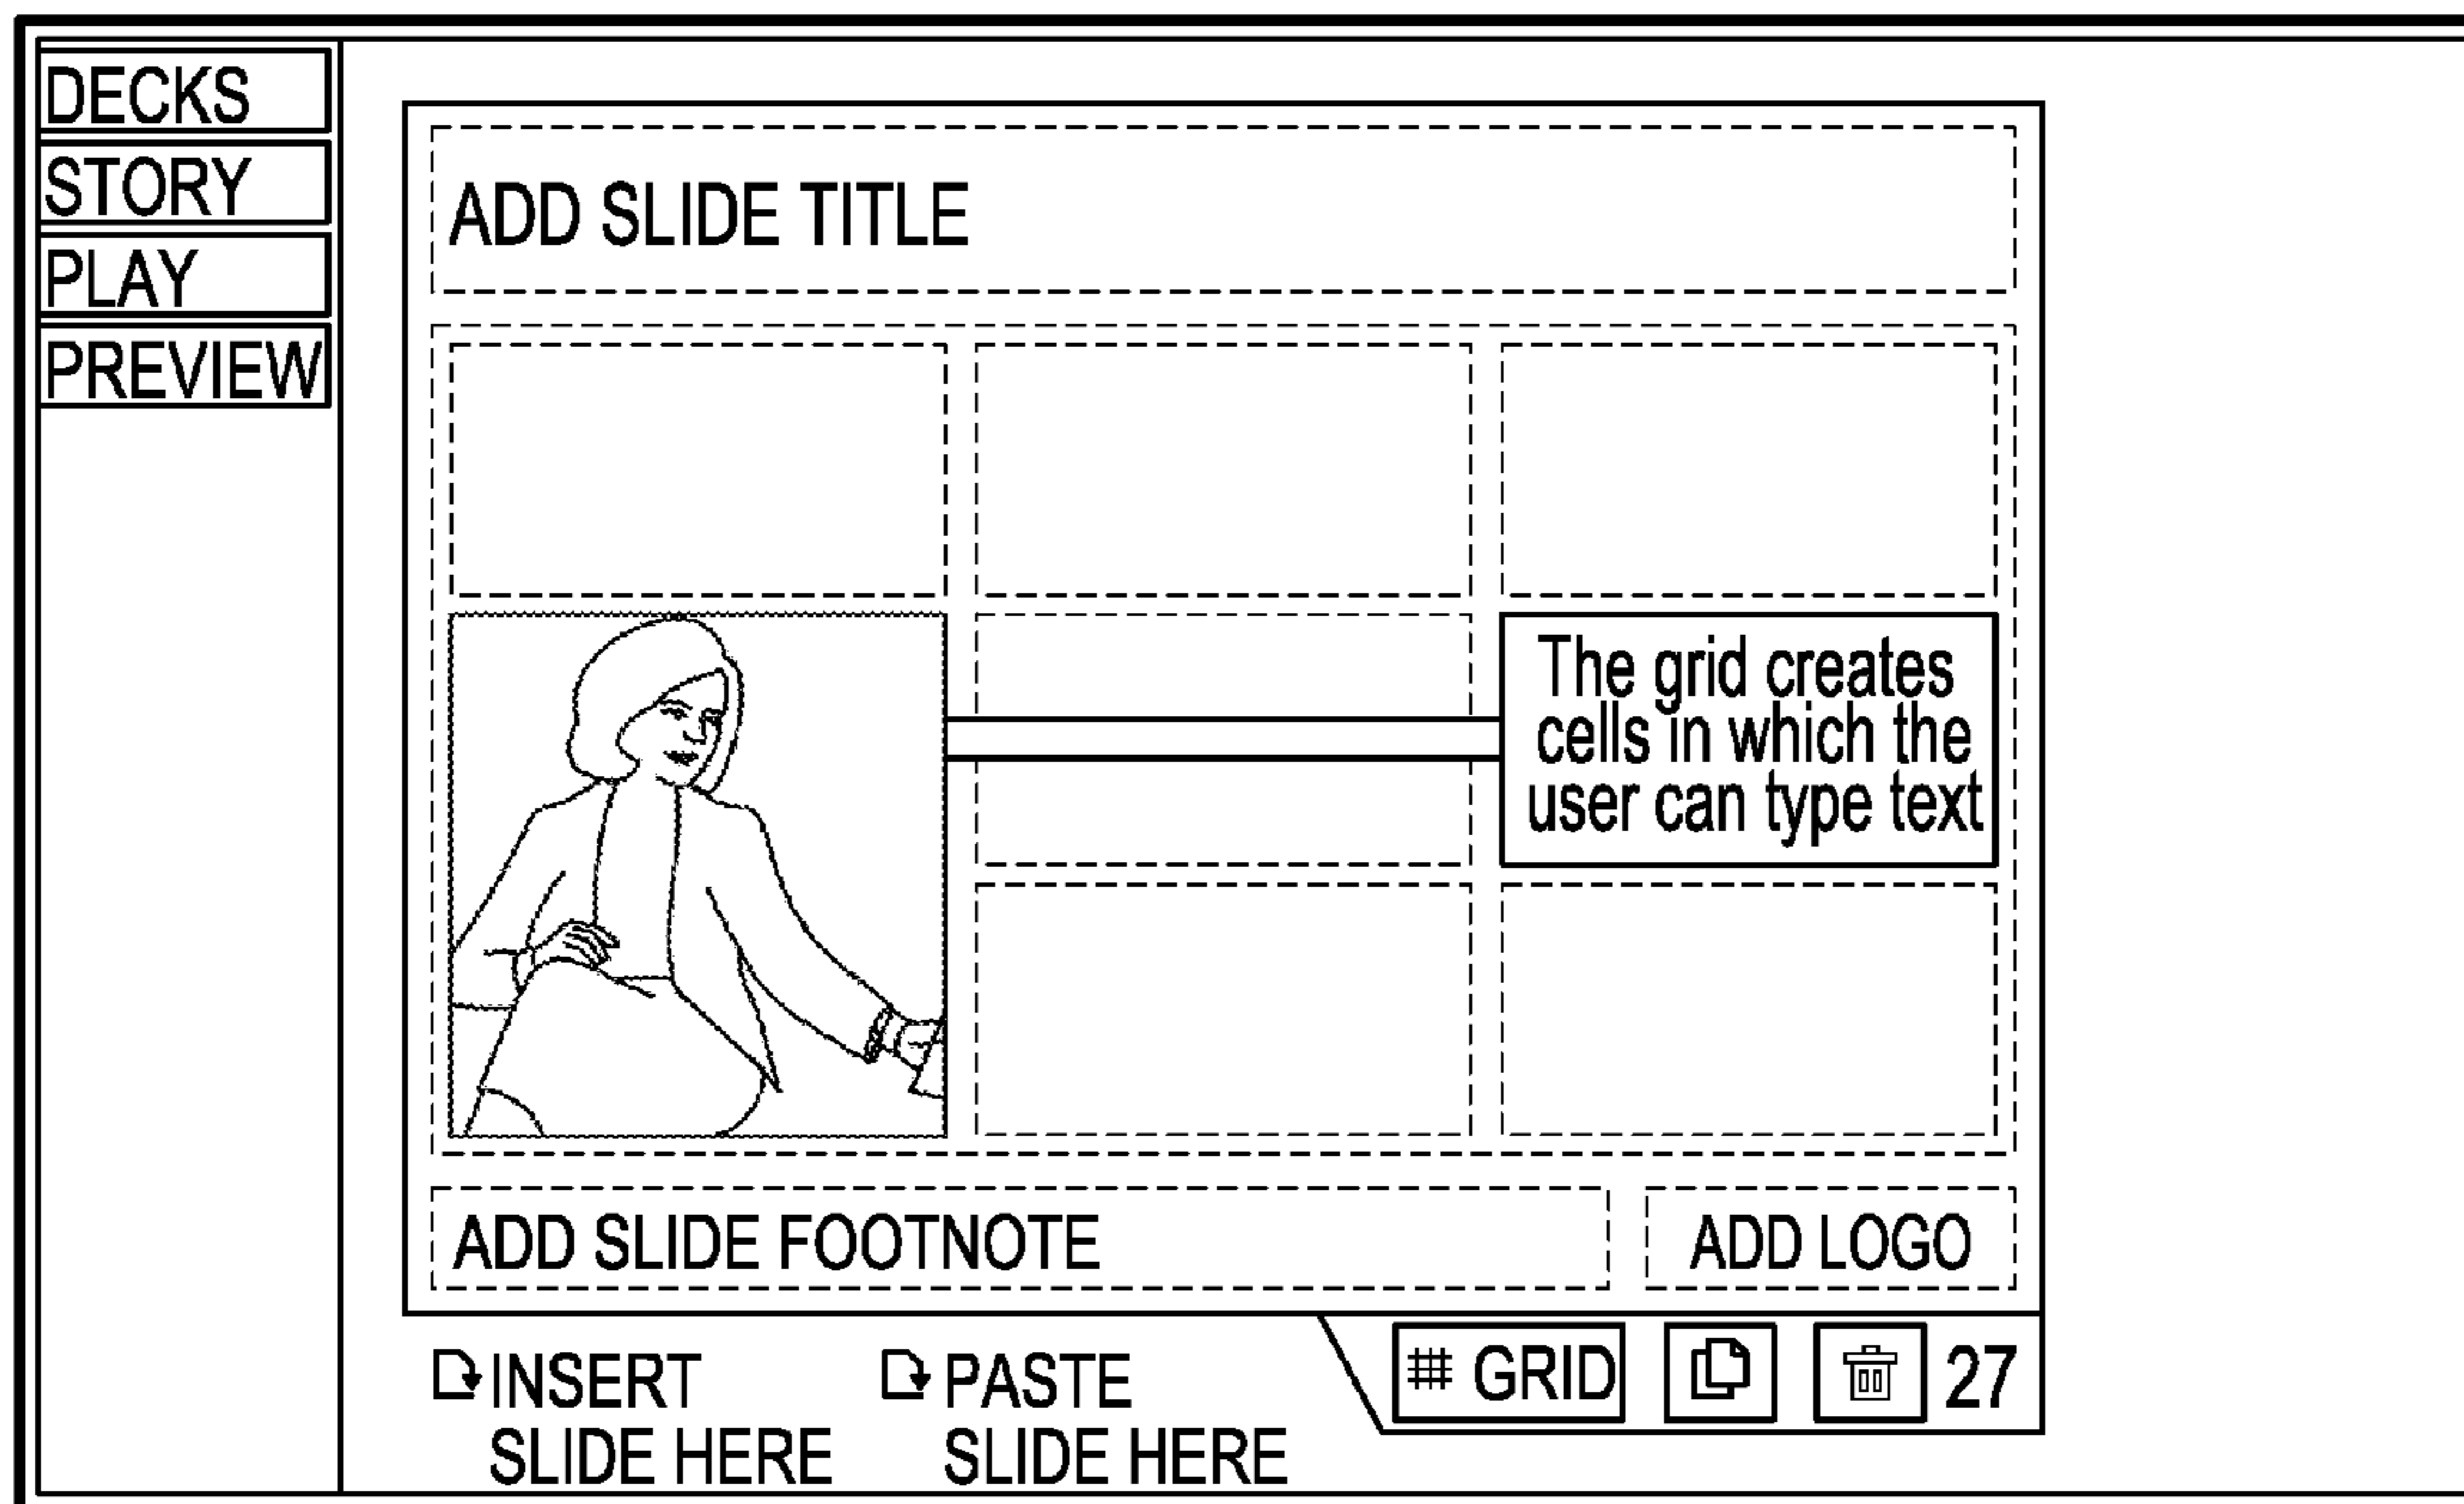 DECKS
STORY
PLAY
PREVIEW
ADD SLIDE TITLE
The grid creates
cells in which the
user can type text
ADD SLIDE FOOTNOTE
ADD LOGO
INSERT
SLIDE HERE
PASTE
SLIDE HERE
GRID
27